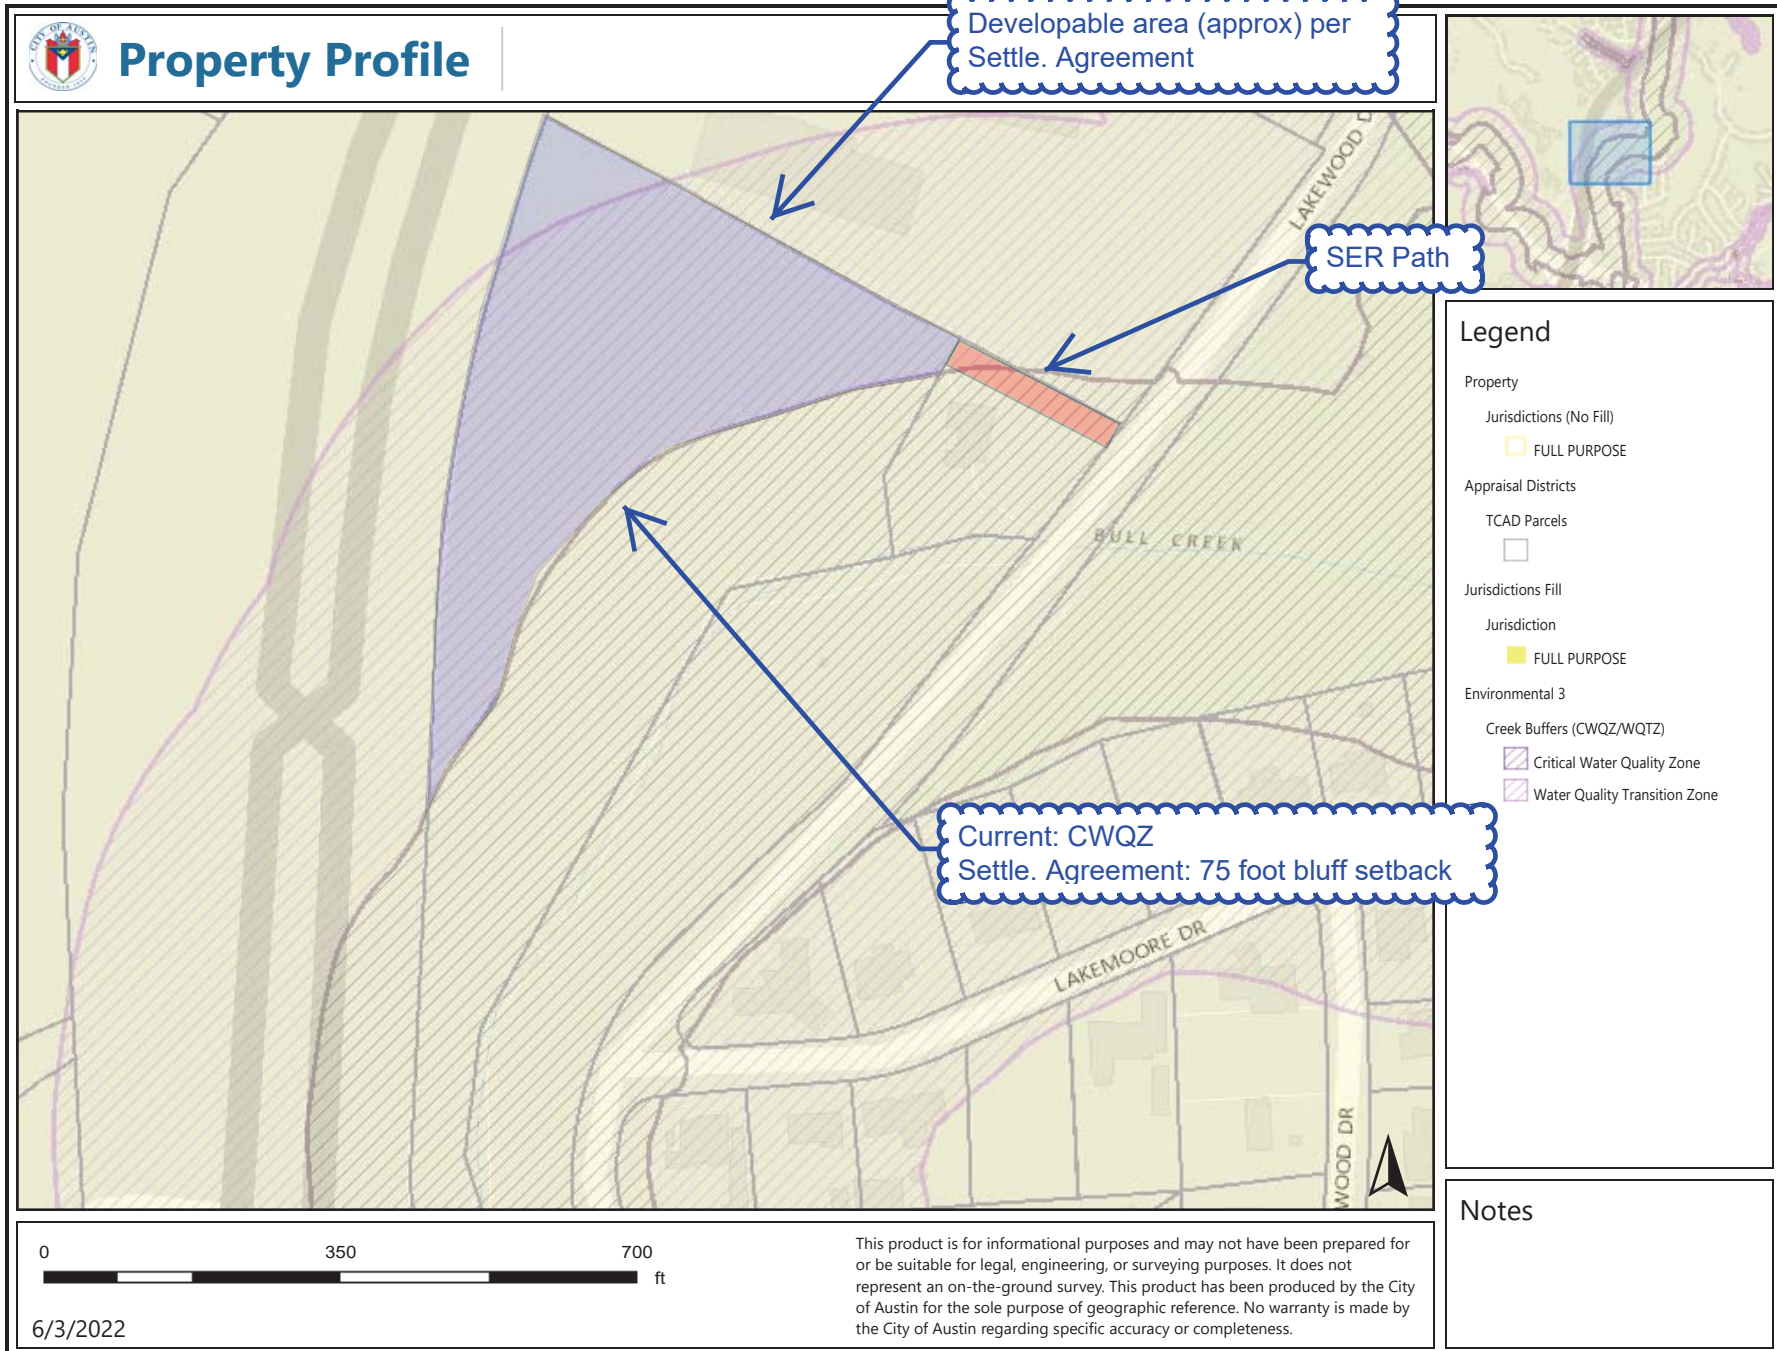 CITY OF AUSTIN
FOUNDED 1839
Property Profile
Developable area (approx) per
Settle. Agreement
LAKEWOOD D
SER Path
BULL CREEK
Current: CWQZ
Settle. Agreement: 75 foot bluff setback
LAKEMOORE DR
WOOD DR
Legend
Property
Jurisdictions (No Fill)
FULL PURPOSE
Appraisal Districts
TCAD Parcels
Jurisdictions Fill
Jurisdiction
FULL PURPOSE
Environmental 3
Creek Buffers (CWQZ/WQTZ)
Critical Water Quality Zone
Water Quality Transition Zone
Notes
0 350 700
ft
6/3/2022
This product is for informational purposes and may not have been prepared for
or be suitable for legal, engineering, or surveying purposes. It does not
represent an on-the-ground survey. This product has been produced by the City
of Austin for the sole purpose of geographic reference. No warranty is made by
the City of Austin regarding specific accuracy or completeness.